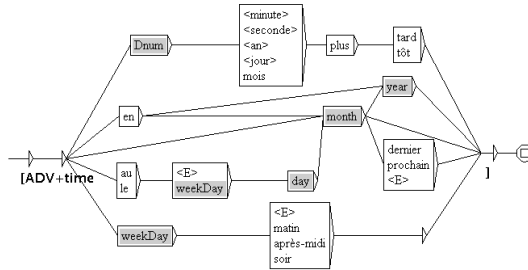 <minute>
<seconde>
Dnum
<an>
plus
tard
<jour>
tôt
mois
year
en
month
dernier
au
<E>
prochain
[ADV+time
le
weekDay
day
<E>
]
<E>
weekDay
matin
après-midi
soir